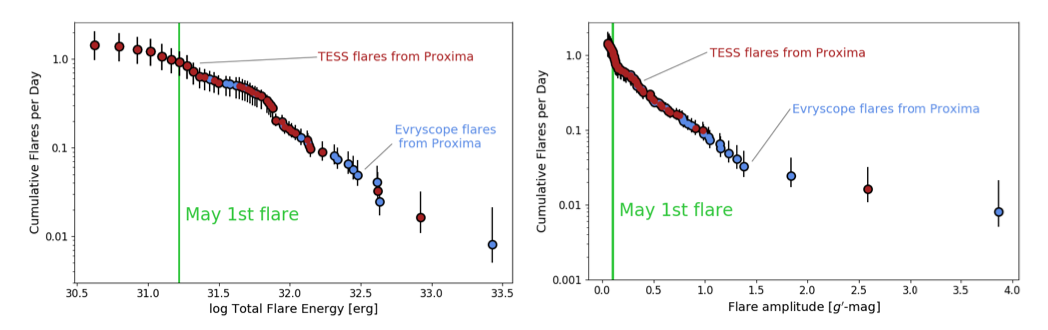 Cumulative Flares per Day
1.0
0.1
0.01
TESS flares from Proxima
Evryscope flares
from Proxima
May 1st flare
30.5 31.0 31.5 32.0 32.5 33.0 33.5
log Total Flare Energy [erg]
Cumulative Flares per Day
1.0
0.1
0.01
0.001
TESS flares from Proxima
Evryscope flares from Proxima
May 1st flare
0.0 0.5 1.0 1.5 2.0 2.5 3.0 3.5 4.0
Flare amplitude [g′-mag]